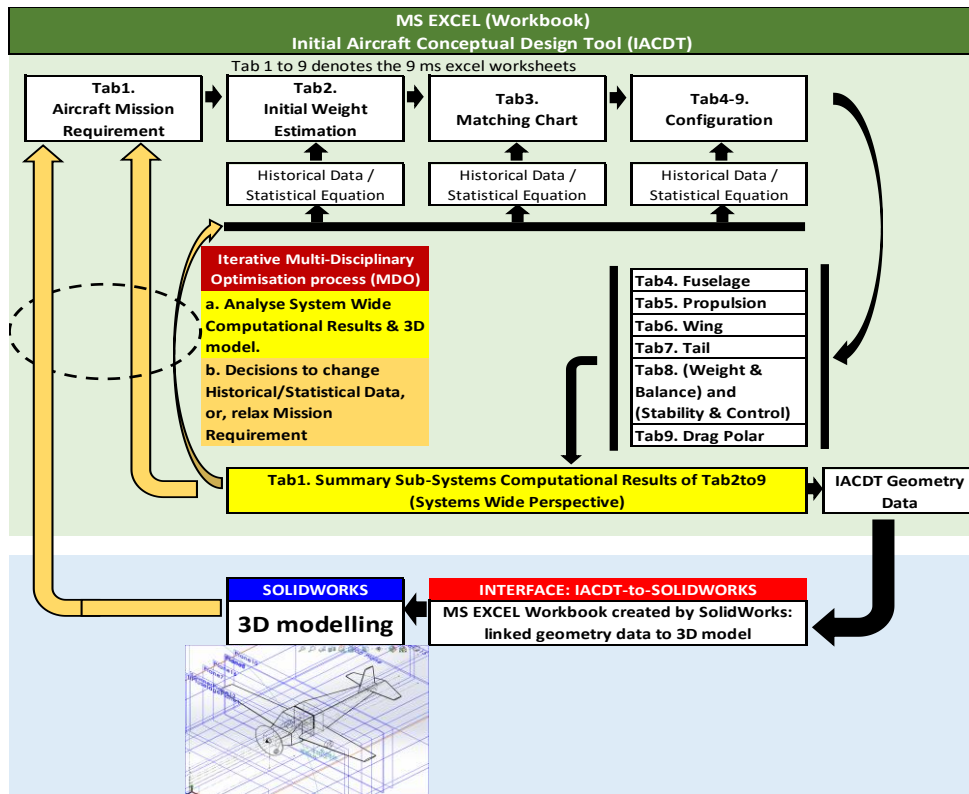 MS EXCEL (Workbook)
Initial Aircraft Conceptual Design Tool (IACDT)
Tab 1 to 9 denotes the 9 ms excel worksheets
Tab1.
Aircraft Mission
Requirement
Tab2.
Initial Weight
Estimation
Tab3.
Matching Chart
Tab4-9.
Configuration
Historical Data /
Statistical Equation
Historical Data /
Statistical Equation
Historical Data /
Statistical Equation
Iterative Multi-Disciplinary
Optimisation process (MDO)
a. Analyse System Wide
Computational Results & 3D
model.
b. Decisions to change
Historical/Statistical Data,
or, relax Mission
Requirement
Tab4. Fuselage
Tab5. Propulsion
Tab6. Wing
Tab7. Tail
Tab8. (Weight &
Balance) and
(Stability & Control)
Tab9. Drag Polar
Tab1. Summary Sub-Systems Computational Results of Tab2to9
(Systems Wide Perspective)
IACDT Geometry
Data
SOLIDWORKS
3D modelling
INTERFACE: IACDT-to-SOLIDWORKS
MS EXCEL Workbook created by SolidWorks:
linked geometry data to 3D model